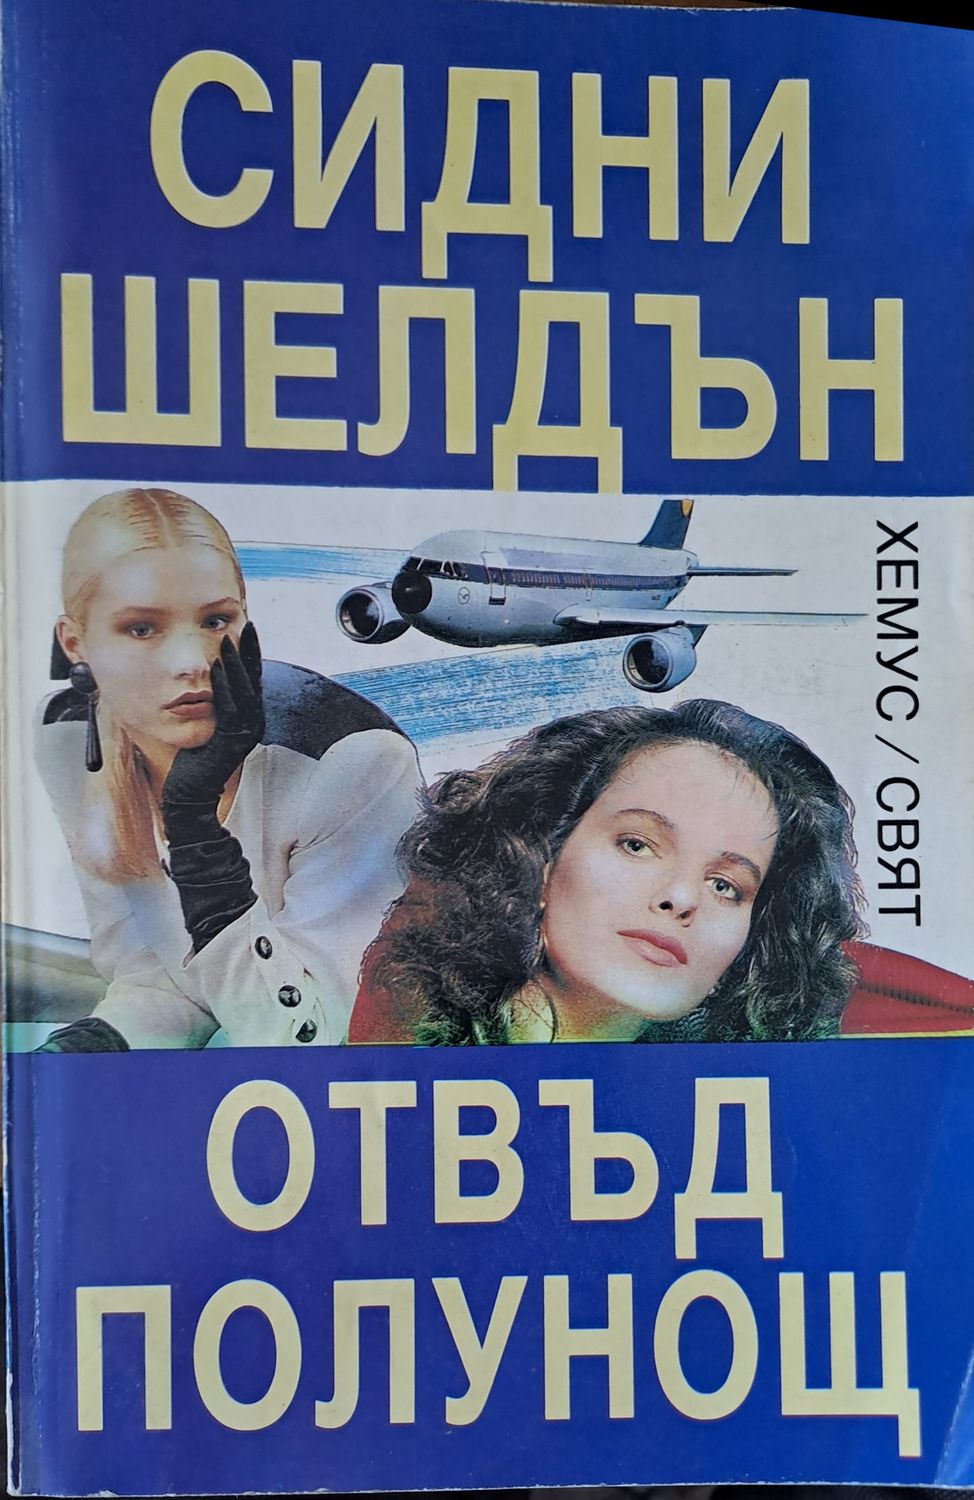 СИДНИ
ШЕЛДЪН
ХЕМУС / СВЯТ
ОТВЪД
ПОЛУНОЩ